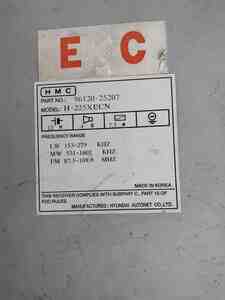 EC
HMC
PART NO.: 96120-25207
MODEL: H-225XECN
FREQUENCY RANGE
LW 153-279 KHZ
MW 531-1602 KHZ
FM 87.5-108.0 MHZ
MADE IN KOREA
THIS RECEIVER COMPLIES WITH SUBPART C, PART 15 OF
FCC RULES.
MANUFACTURED: HYUNDAI AUTONET CO.,LTD.